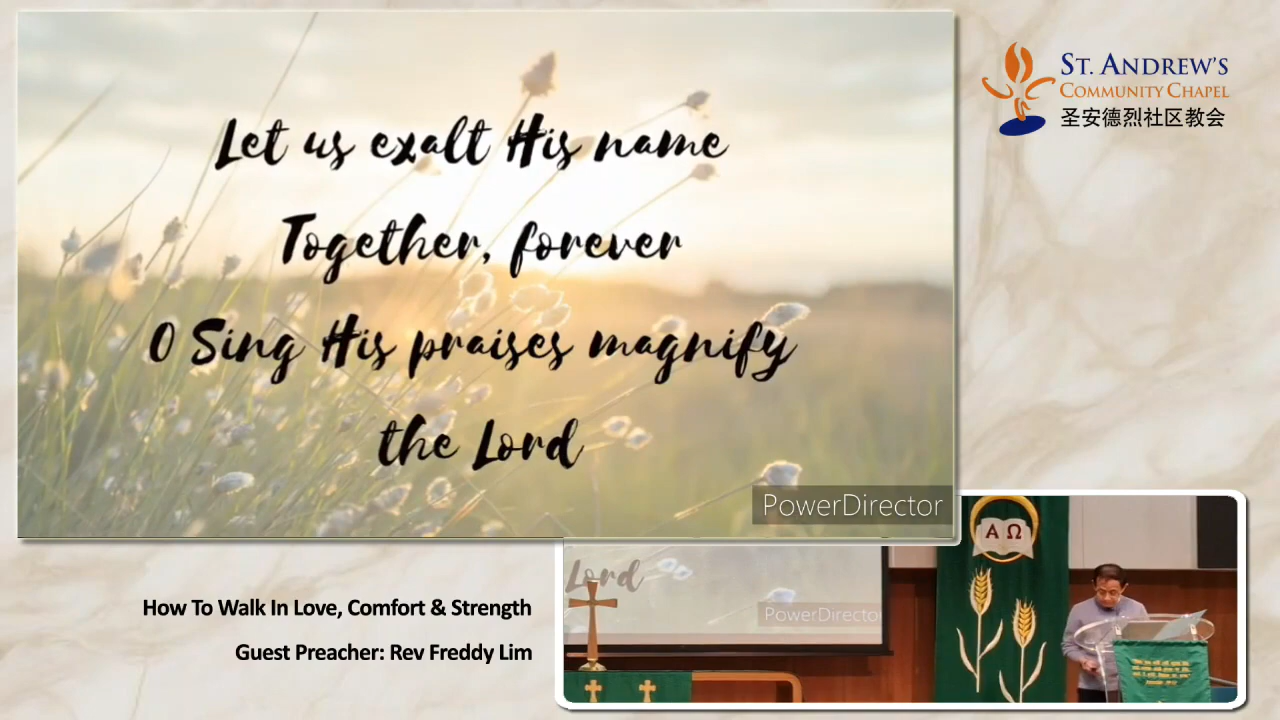 Let us exalt His name
Together, forever
O Sing His praises magnify
the Lord
PowerDirector
ST. ANDREW'S
COMMUNITY CHAPEL
圣安德烈社区教会
How To Walk In Love, Comfort & Strength
Guest Preacher: Rev Freddy Lim
Lord
PowerDirector
Α Ω